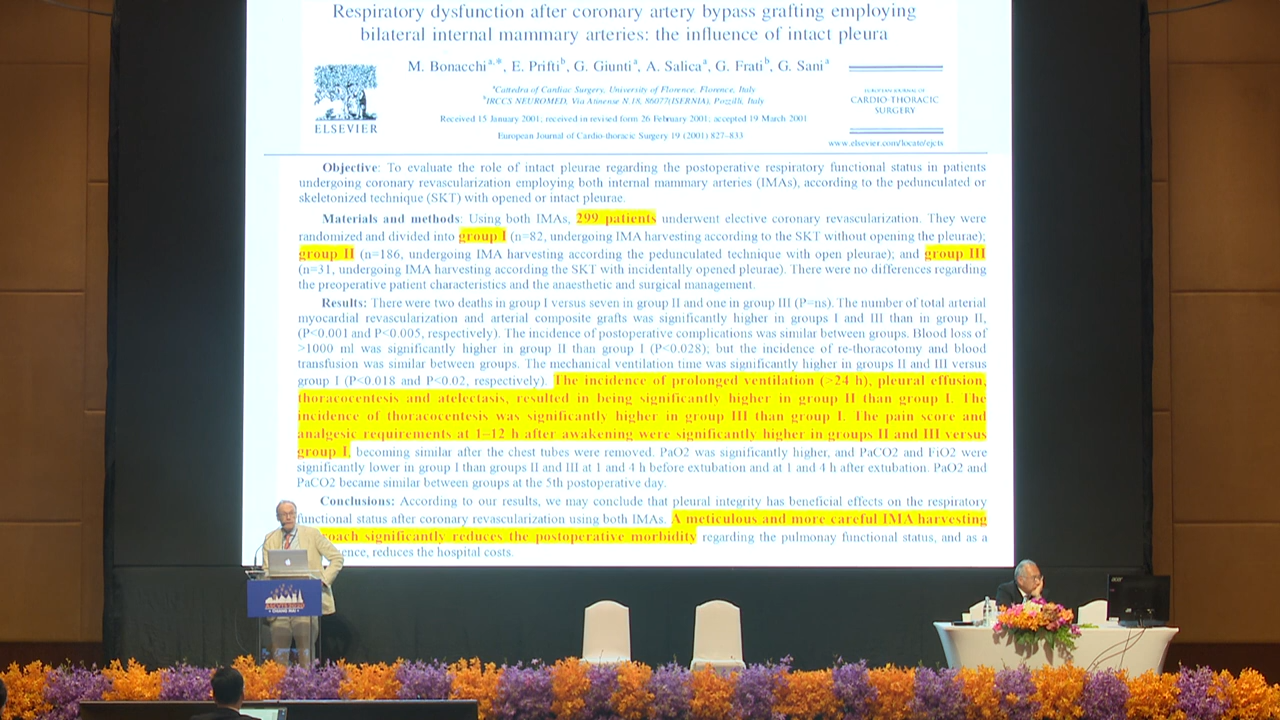 Respiratory dysfunction after coronary artery bypass grafting employing
bilateral internal mammary arteries: the influence of intact pleura
M. Bonacchiᵃ,*, E. Priftiᵇ, G. Giuntiᵃ, A. Salicaᵃ, G. Fratiᵇ, G. Saniᵃ
ᵃCattedra of Cardiac Surgery, University of Florence, Florence, Italy
ᵇIRCCS NEUROMED, Via Atinense N.18, 86077(ISERNIA), Pozzilli, Italy
Received 15 January 2001; received in revised form 26 February 2001; accepted 19 March 2001
European Journal of Cardio-thoracic Surgery 19 (2001) 827–833
ELSEVIER
EUROPEAN JOURNAL OF
CARDIO-THORACIC
SURGERY
www.elsevier.com/locate/ejcts
Objective: To evaluate the role of intact pleurae regarding the postoperative respiratory functional status in patients
undergoing coronary revascularization employing both internal mammary arteries (IMAs), according to the pedunculated or
skeletonized technique (SKT) with opened or intact pleurae.
Materials and methods: Using both IMAs, 299 patients underwent elective coronary revascularization. They were
randomized and divided into group I (n=82, undergoing IMA harvesting according to the SKT without opening the pleurae);
group II (n=186, undergoing IMA harvesting according the pedunculated technique with open pleurae); and group III
(n=31, undergoing IMA harvesting according the SKT with incidentally opened pleurae). There were no differences regarding
the preoperative patient characteristics and the anaesthetic and surgical management.
Results: There were two deaths in group I versus seven in group II and one in group III (P=ns). The number of total arterial
myocardial revascularization and arterial composite grafts was significantly higher in groups I and III than in group II,
(P<0.001 and P<0.005, respectively). The incidence of postoperative complications was similar between groups. Blood loss of
>1000 ml was significantly higher in group II than group I (P<0.028); but the incidence of re-thoracotomy and blood
transfusion was similar between groups. The mechanical ventilation time was significantly higher in groups II and III versus
group I (P<0.018 and P<0.02, respectively). The incidence of prolonged ventilation (>24 h), pleural effusion,
thoracocentesis and atelectasis, resulted in being significantly higher in group II than group I. The
incidence of thoracocentesis was significantly higher in group III than group I. The pain score and
analgesic requirements at 1–12 h after awakening were significantly higher in groups II and III versus
group I, becoming similar after the chest tubes were removed. PaO2 was significantly higher, and PaCO2 and FiO2 were
significantly lower in group I than groups II and III at 1 and 4 h before extubation and at 1 and 4 h after extubation. PaO2 and
PaCO2 became similar between groups at the 5th postoperative day.
Conclusions: According to our results, we may conclude that pleural integrity has beneficial effects on the respiratory
functional status after coronary revascularization using both IMAs. A meticulous and more careful IMA harvesting
oach significantly reduces the postoperative morbidity regarding the pulmonay functional status, and as a
ence, reduces the hospital costs.
CHIANG MAI
acer